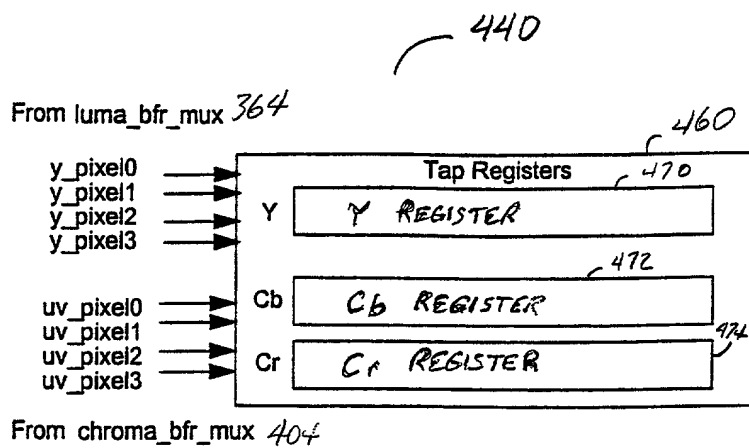 440
From luma_bfr_mux 364
460
y_pixel0
Tap Registers
y_pixel1
470
y_pixel2
Y
Y REGISTER
y_pixel3
472
uv_pixel0
Cb
Cb REGISTER
uv_pixel1
474
uv_pixel2
Cr
Cr REGISTER
uv_pixel3
From chroma_bfr_mux 404